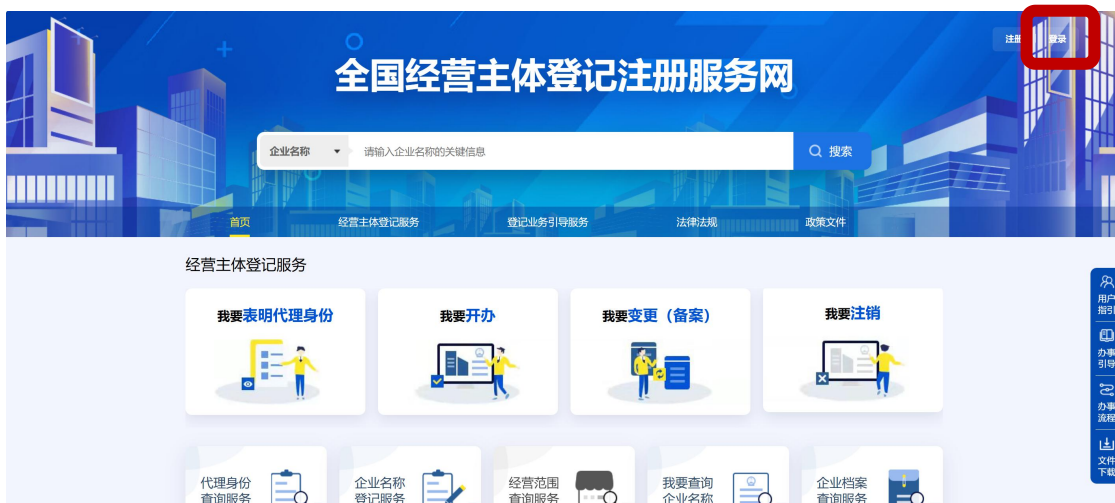 注册
登录
全国经营主体登记注册服务网
企业名称 请输入企业名称的关键信息 搜索
首页 经营主体登记服务 登记业务引导服务 法律法规 政策文件
经营主体登记服务
我要表明代理身份 我要开办 我要变更（备案） 我要注销
用户
指引
办事
引导
办事
流程
文件
下载
代理身份
查询服务
企业名称
登记服务
经营范围
查询服务
我要查询
企业名称
企业档案
查询服务